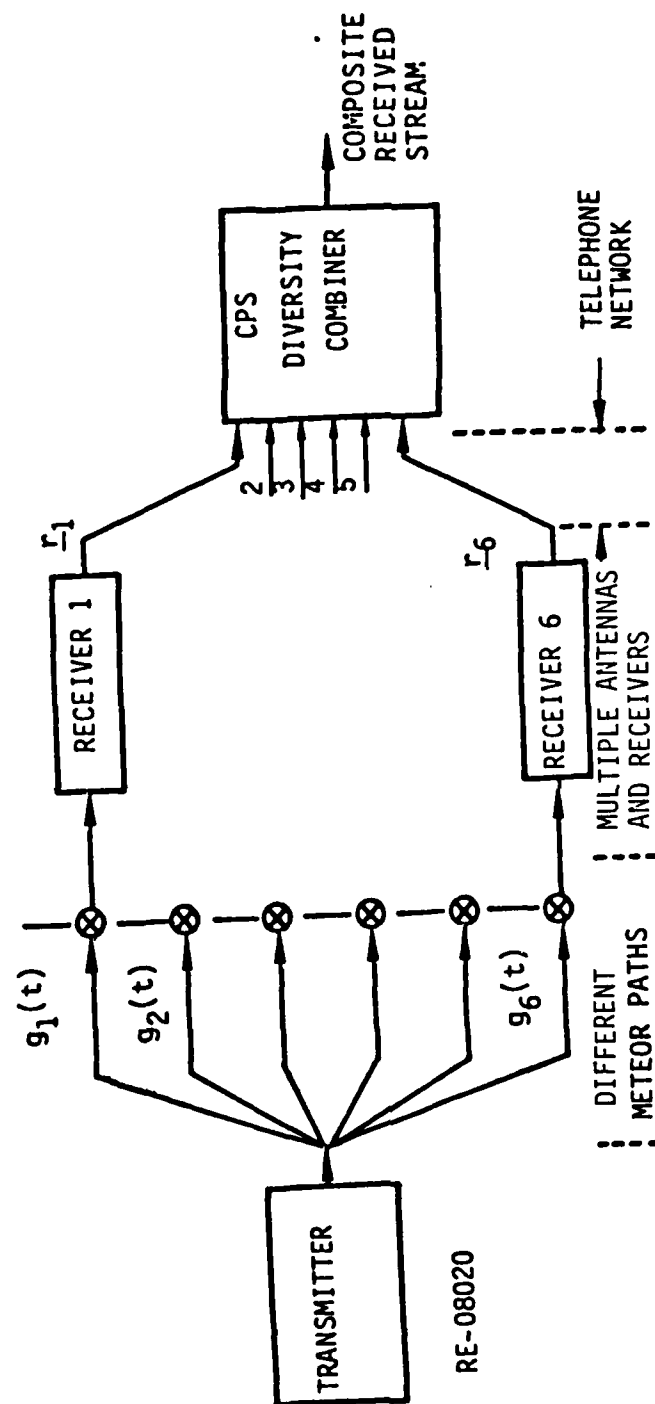 TRANSMITTER
RE-08020
g1(t)
g2(t)
g6(t)
DIFFERENT
METEOR PATHS
RECEIVER 1
RECEIVER 6
r1
r6
MULTIPLE ANTENNAS
AND RECEIVERS
2
3
4
5
CPS
DIVERSITY
COMBINER
TELEPHONE
NETWORK
COMPOSITE
RECEIVED
STREAM